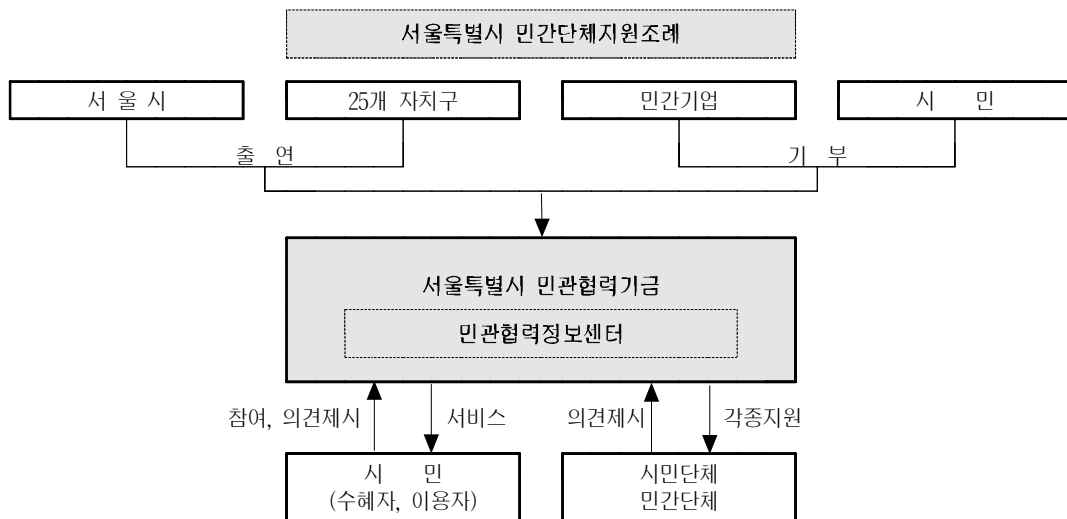 서울특별시 민간단체지원조례
서 울 시
25개 자치구
민간기업
시 민
출 연
기 부
서울특별시 민관협력기금
민관협력정보센터
참여, 의견제시
서비스
의견제시
각종지원
시 민
(수혜자, 이용자)
시민단체
민간단체